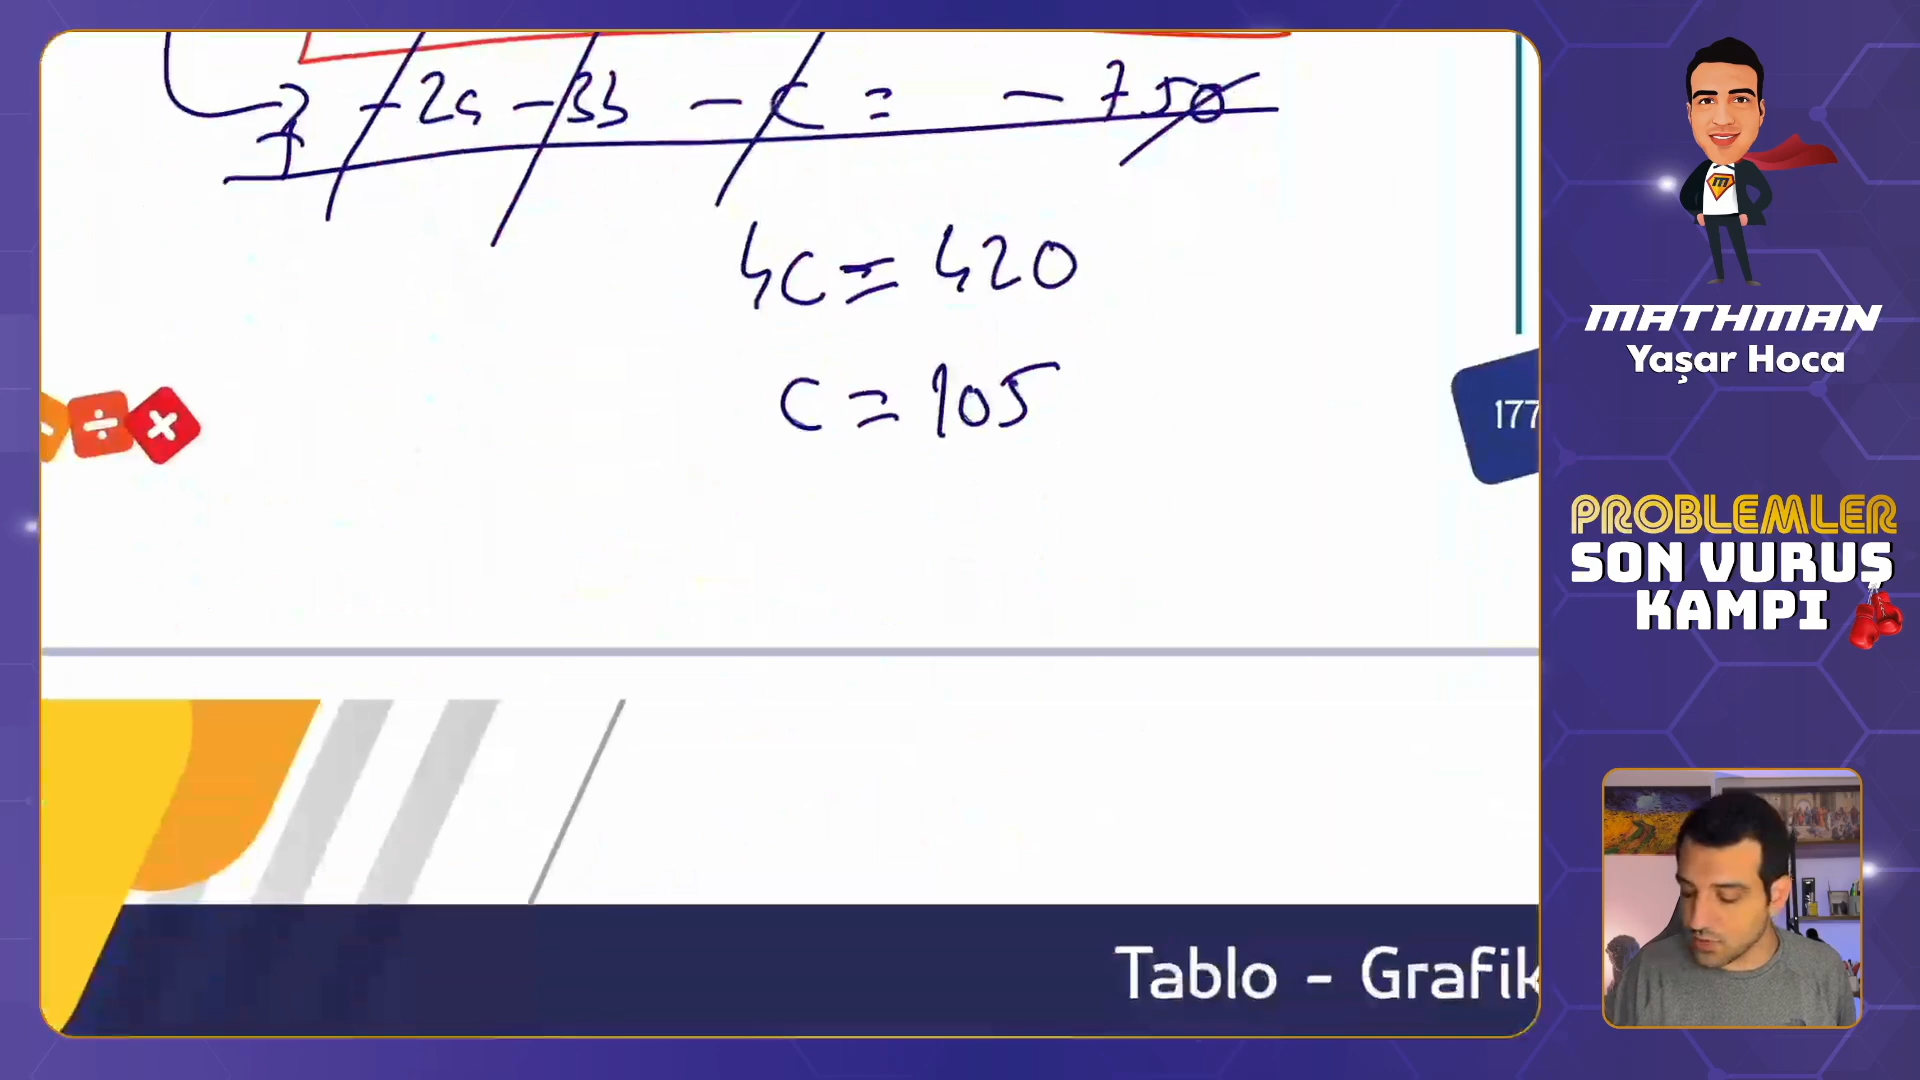 - 2a - 3b - c = - 750
+
4c = 420
c = 105
177
Tablo - Grafik
MATHMAN
Yaşar Hoca
PROBLEMLER
SON VURUŞ
KAMPI